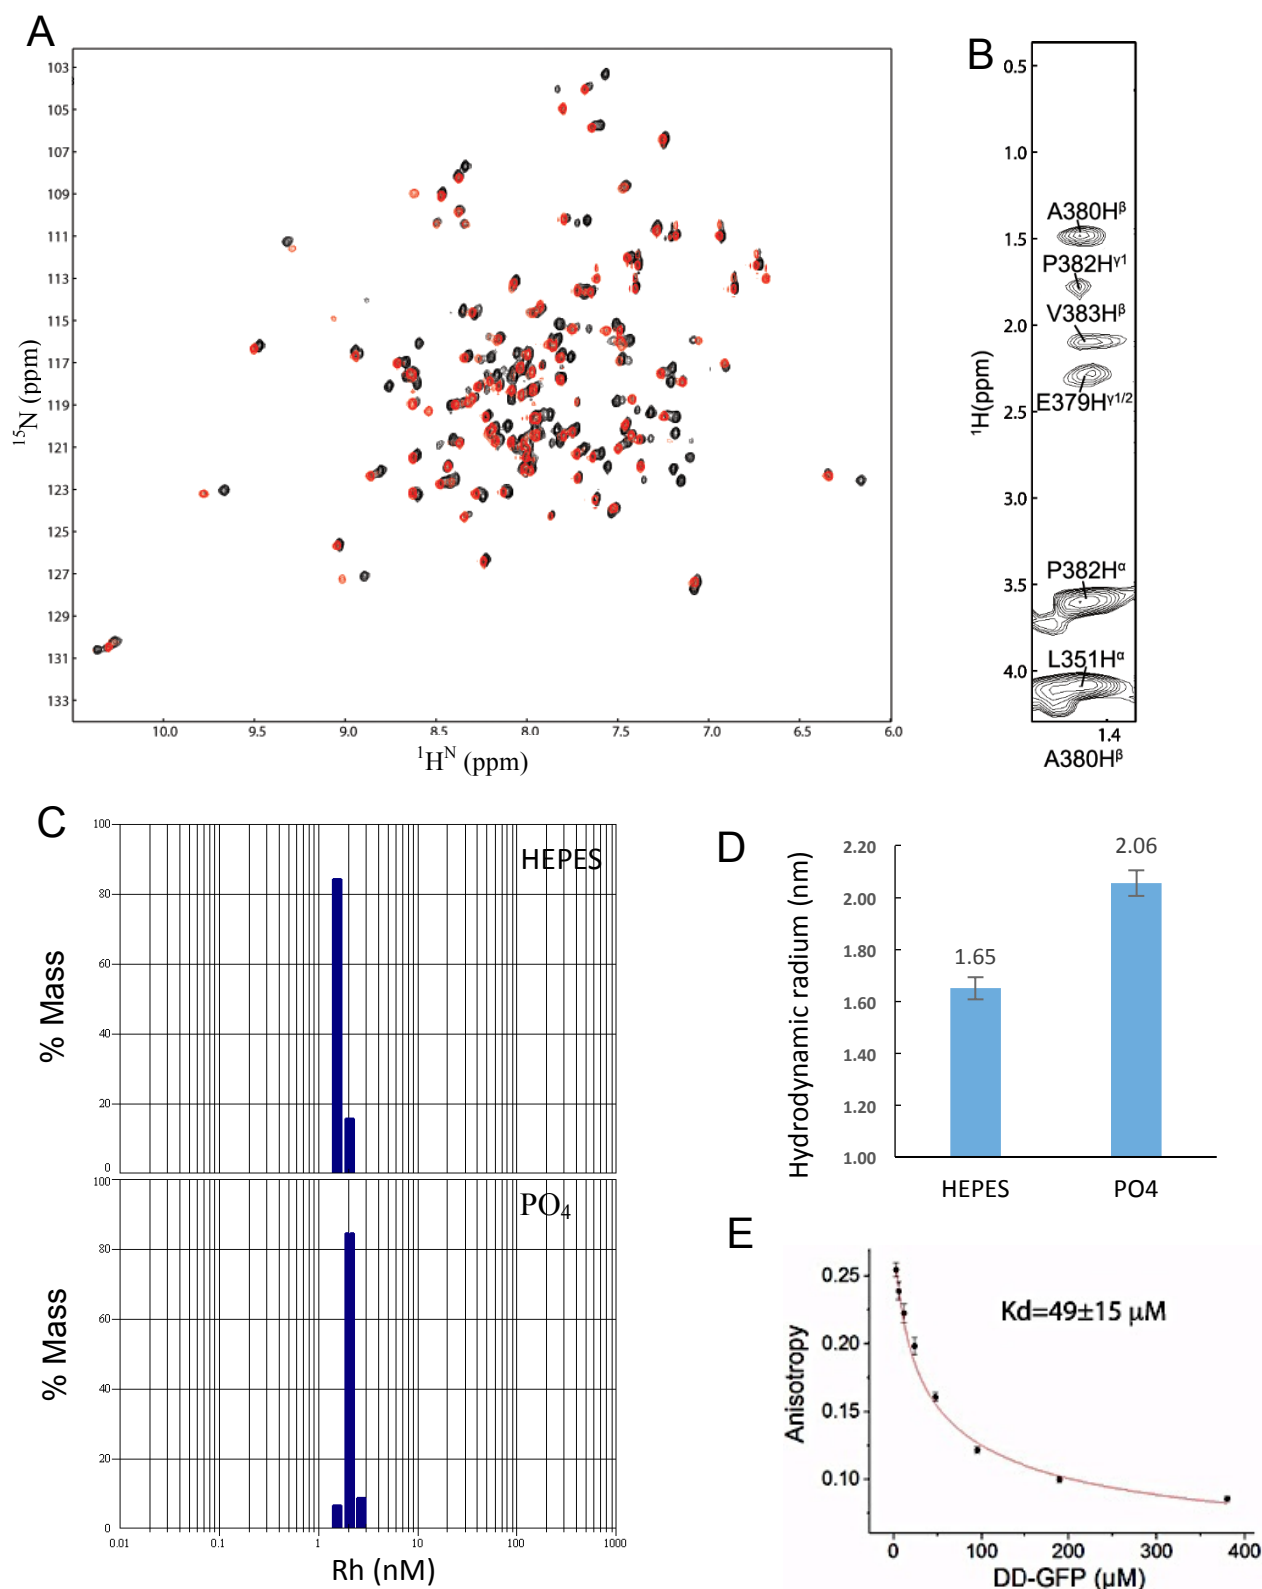 A
103
105
107
109
111
113
115
117
119
121
123
125
127
129
131
133
15N (ppm)
10.0
9.5
9.0
8.5
8.0
7.5
7.0
6.5
6.0
1HN (ppm)
B
0.5
1.0
1.5
2.0
2.5
3.0
3.5
4.0
1H(ppm)
A380Hβ
P382Hγ1
V383Hβ
E379Hγ1/2
P382Hα
L351Hα
1.4
A380Hβ
C
100
80
60
40
20
0
% Mass
HEPES
100
80
60
40
20
0
% Mass
PO4
0.01
0.1
1
10
100
1000
Rh (nM)
D
2.20
2.00
1.80
1.60
1.40
1.20
1.00
Hydrodynamic radium (nm)
1.65
2.06
HEPES
PO4
E
0.25
0.20
0.15
0.10
Anisotropy
Kd=49±15 μM
0
100
200
300
400
DD-GFP (μM)